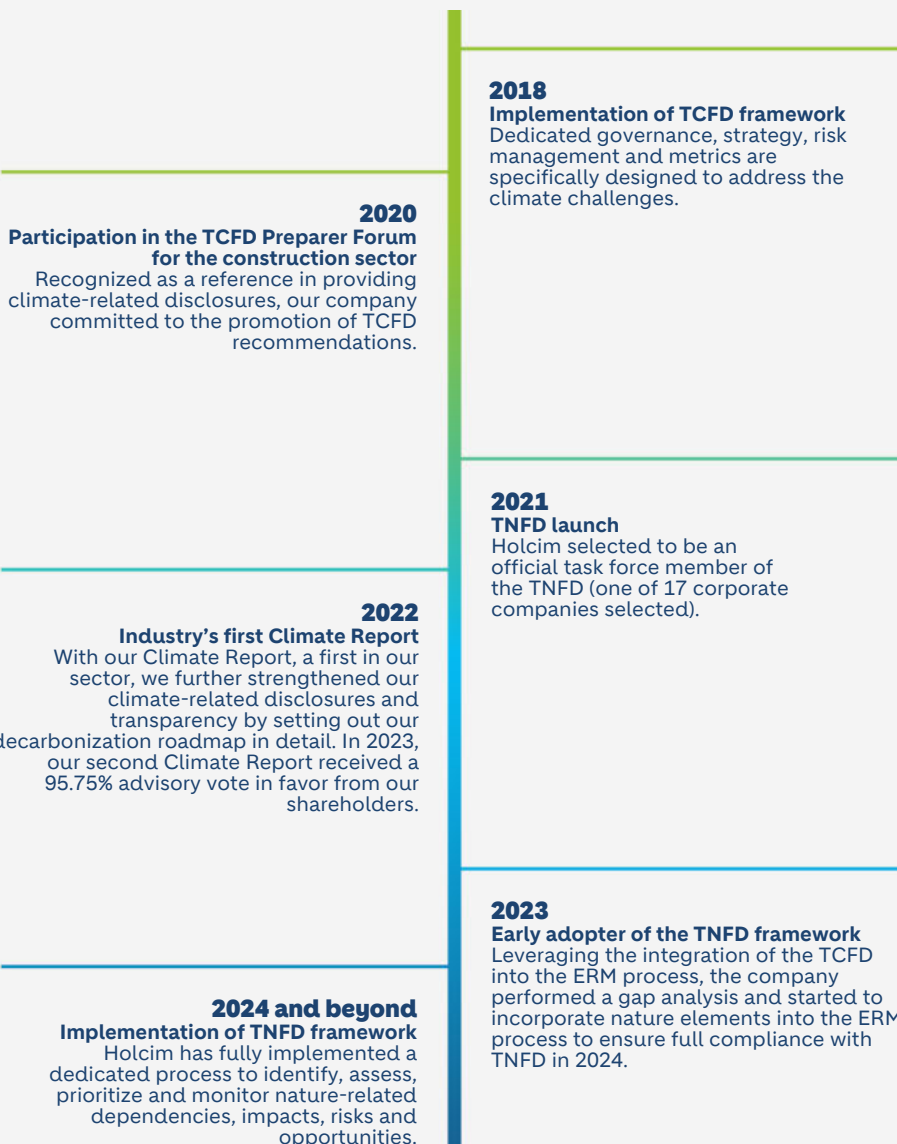 2018
Implementation of TCFD framework
Dedicated governance, strategy, risk
management and metrics are
specifically designed to address the
climate challenges.
2020
Participation in the TCFD Preparer Forum
for the construction sector
Recognized as a reference in providing
climate-related disclosures, our company
committed to the promotion of TCFD
recommendations.
2021
TNFD launch
Holcim selected to be an
official task force member of
the TNFD (one of 17 corporate
companies selected).
2022
Industry’s first Climate Report
With our Climate Report, a first in our
sector, we further strengthened our
climate-related disclosures and
transparency by setting out our
decarbonization roadmap in detail. In 2023,
our second Climate Report received a
95.75% advisory vote in favor from our
shareholders.
2023
Early adopter of the TNFD framework
Leveraging the integration of the TCFD
into the ERM process, the company
performed a gap analysis and started to
incorporate nature elements into the ERM
process to ensure full compliance with
TNFD in 2024.
2024 and beyond
Implementation of TNFD framework
Holcim has fully implemented a
dedicated process to identify, assess,
prioritize and monitor nature-related
dependencies, impacts, risks and
opportunities.